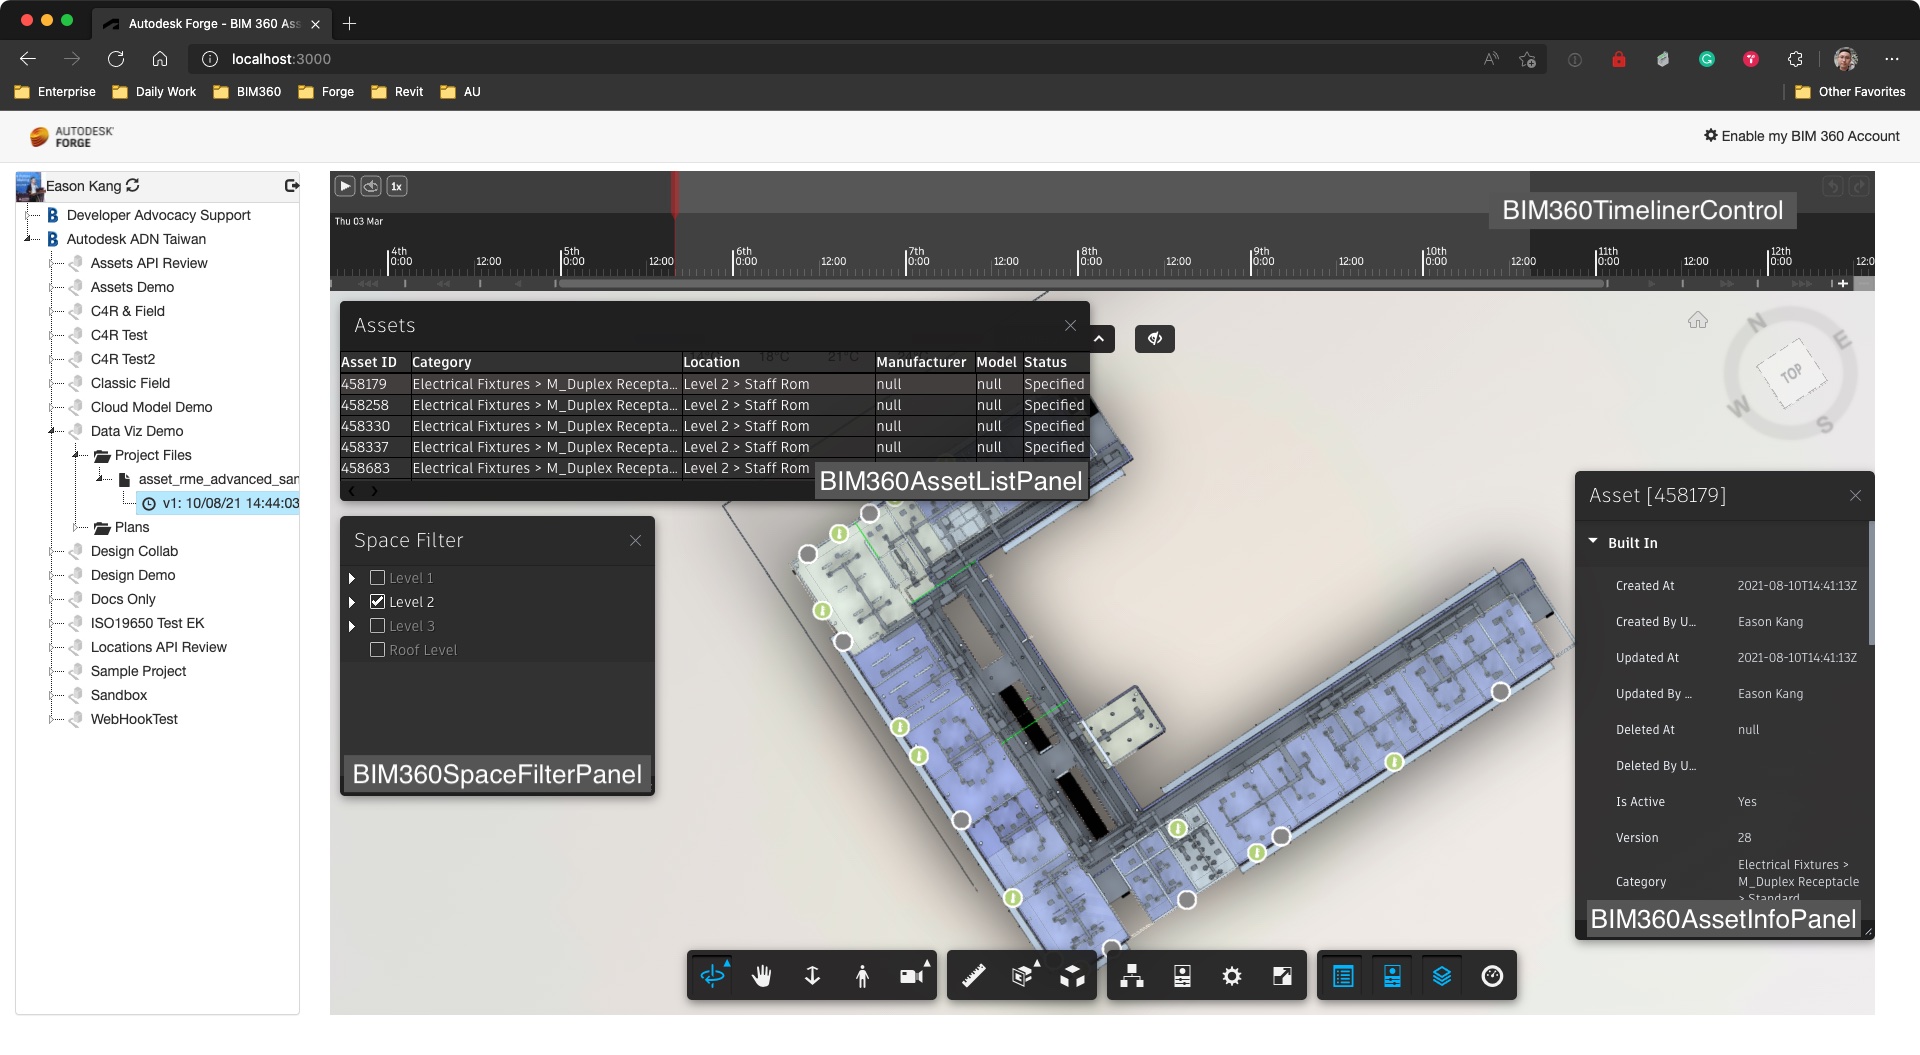 Autodesk Forge - BIM 360 Ass
localhost:3000
Enterprise Daily Work BIM360 Forge Revit AU Other Favorites
AUTODESK
FORGE
Enable my BIM 360 Account
Eason Kang
Developer Advocacy Support
Autodesk ADN Taiwan
Assets API Review
Assets Demo
C4R & Field
C4R Test
C4R Test2
Classic Field
Cloud Model Demo
Data Viz Demo
Project Files
asset_rme_advanced_sam
v1: 10/08/21 14:44:03
Plans
Design Collab
Design Demo
Docs Only
ISO19650 Test EK
Locations API Review
Sample Project
Sandbox
WebHookTest
1x
BIM360TimelinerControl
Thu 03 Mar
4th 5th 6th 7th 8th 9th 10th 11th 12th
0:00 12:00 0:00 12:00 0:00 12:00 0:00 12:00 0:00 12:00 0:00 12:00 0:00 12:00 0:00 12:00 0:00 12:0
Assets
18°C 21°C
Asset ID Category Location Manufacturer Model Status
458179 Electrical Fixtures > M_Duplex Recepta... Level 2 > Staff Rom null null Specified
458258 Electrical Fixtures > M_Duplex Recepta... Level 2 > Staff Rom null null Specified
458330 Electrical Fixtures > M_Duplex Recepta... Level 2 > Staff Rom null null Specified
458337 Electrical Fixtures > M_Duplex Recepta... Level 2 > Staff Rom null null Specified
458683 Electrical Fixtures > M_Duplex Recepta... Level 2 > Staff Rom
BIM360AssetListPanel
Space Filter
Level 1
Level 2
Level 3
Roof Level
BIM360SpaceFilterPanel
N
E
TOP
W
S
Asset [458179]
Built In
Created At 2021-08-10T14:41:13Z
Created By U... Eason Kang
Updated At 2021-08-10T14:41:13Z
Updated By ... Eason Kang
Deleted At null
Deleted By U...
Is Active Yes
Version 28
Category Electrical Fixtures >
M_Duplex Receptacle
> Standard
BIM360AssetInfoPanel